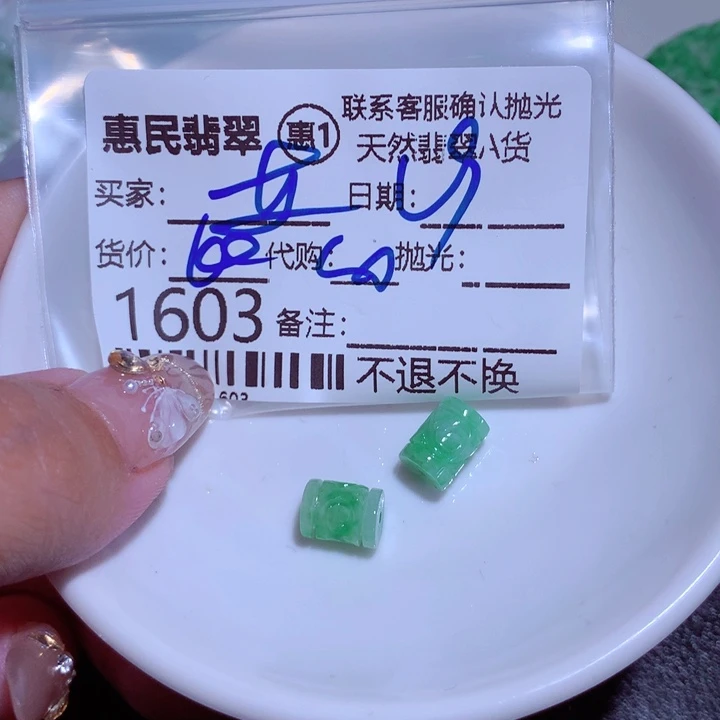 惠民翡翠 惠1 联系客服确认抛光
天然翡翠A货
买家: 日期:
货价: 代购: 抛光:
1603 备注:
603 不退不换